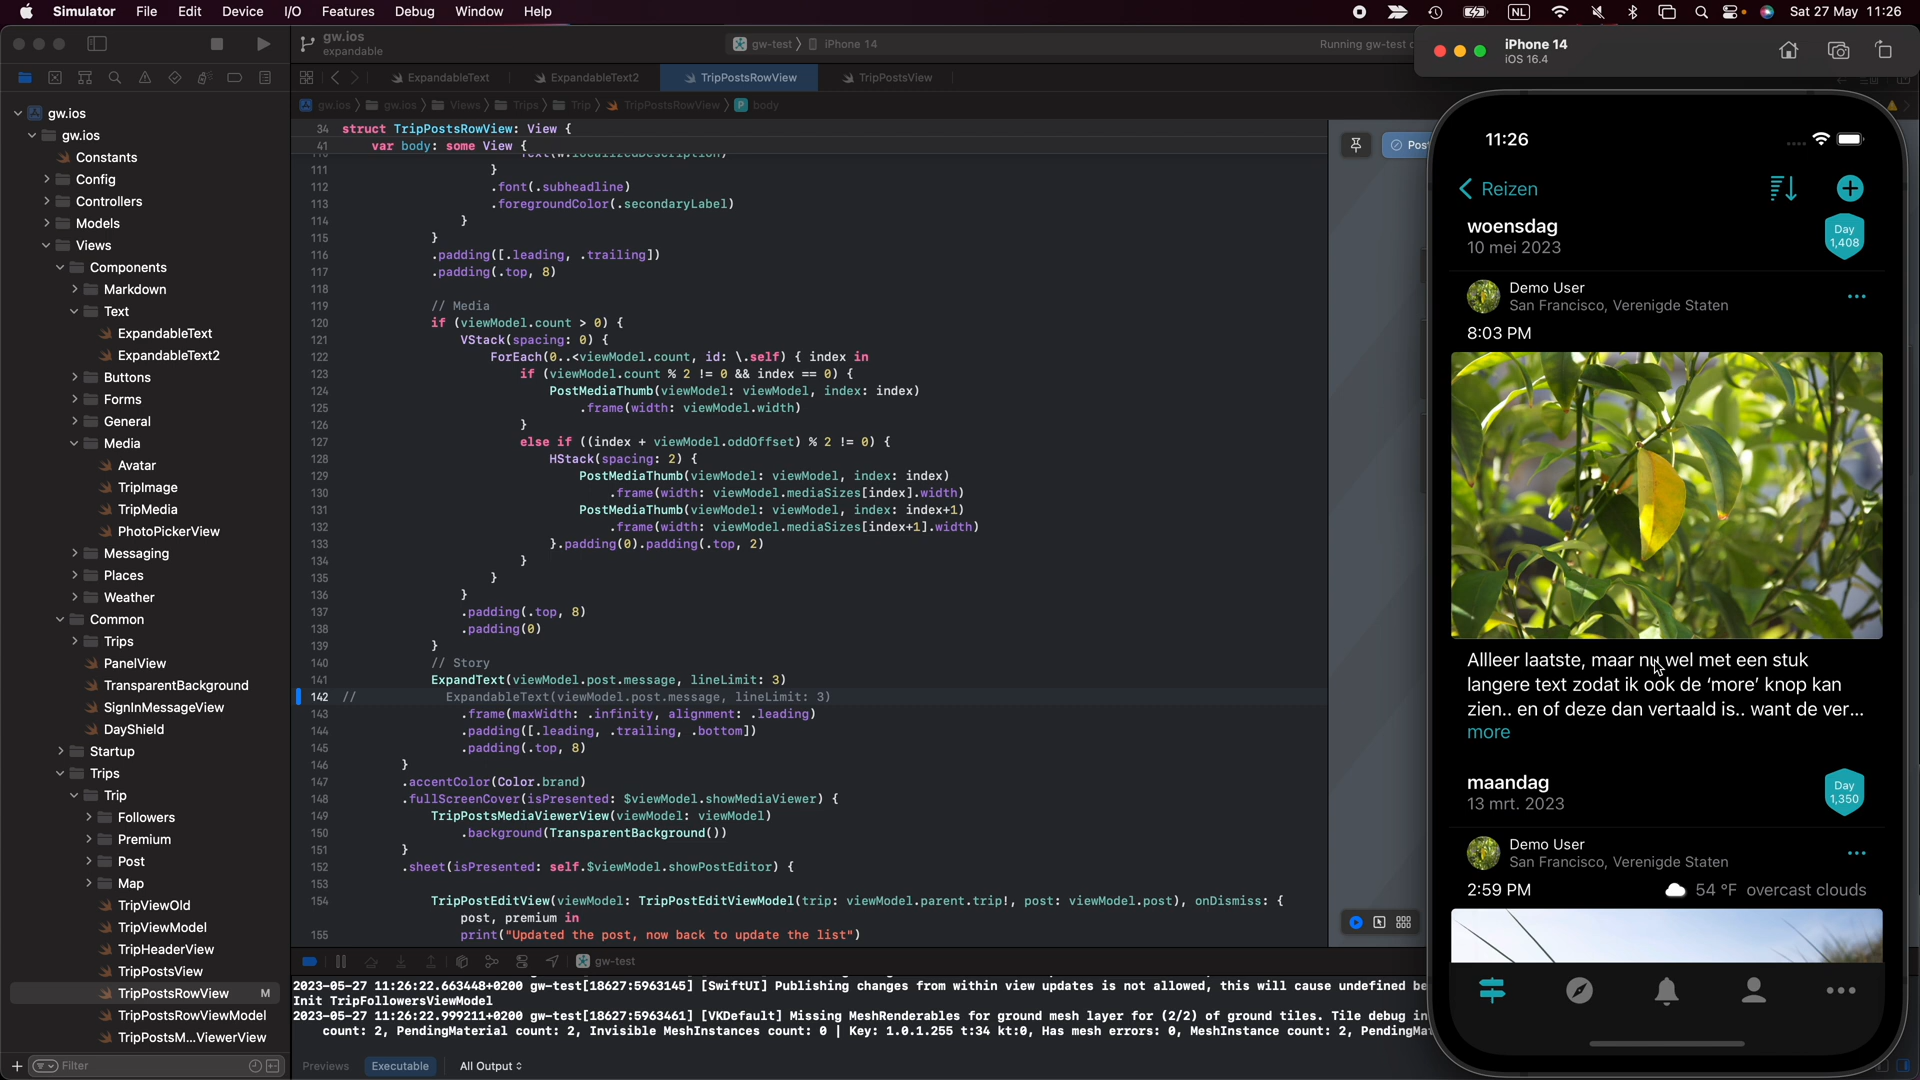 Simulator File Edit Device I/O Features Debug Window Help
NL Sat 27 May 11:26
gw.ios
expandable
gw-test iPhone 14
Running gw-test
iPhone 14
iOS 16.4
ExpandableText ExpandableText2 TripPostsRowView TripPostsView
gw.ios gw.ios Views Trips Trip TripPostsRowView P body
gw.ios
gw.ios
Constants
Config
Controllers
Models
Views
Components
Markdown
Text
ExpandableText
ExpandableText2
Buttons
Forms
General
Media
Avatar
TripImage
TripMedia
PhotoPickerView
Messaging
Places
Weather
Common
Trips
PanelView
TransparentBackground
SignInMessageView
DayShield
Startup
Trips
Trip
Followers
Premium
Post
Map
TripViewOld
TripViewModel
TripHeaderView
TripPostsView
TripPostsRowView M
TripPostsRowViewModel
TripPostsM...ViewerView
Filter
34 struct TripPostsRowView: View {
41 var body: some View {
111 }
112 .font(.subheadline)
113 .foregroundColor(.secondaryLabel)
114 }
115 }
116 .padding([.leading, .trailing])
117 .padding(.top, 8)
118
119 // Media
120 if (viewModel.count > 0) {
121 VStack(spacing: 0) {
122 ForEach(0..<viewModel.count, id: \.self) { index in
123 if (viewModel.count % 2 != 0 && index == 0) {
124 PostMediaThumb(viewModel: viewModel, index: index)
125 .frame(width: viewModel.width)
126 }
127 else if ((index + viewModel.oddOffset) % 2 != 0) {
128 HStack(spacing: 2) {
129 PostMediaThumb(viewModel: viewModel, index: index)
130 .frame(width: viewModel.mediaSizes[index].width)
131 PostMediaThumb(viewModel: viewModel, index: index+1)
132 .frame(width: viewModel.mediaSizes[index+1].width)
133 }.padding(0).padding(.top, 2)
134 }
135 }
136 }
137 .padding(.top, 8)
138 .padding(0)
139 }
140 // Story
141 ExpandText(viewModel.post.message, lineLimit: 3)
142 // ExpandableText(viewModel.post.message, lineLimit: 3)
143 .frame(maxWidth: .infinity, alignment: .leading)
144 .padding([.leading, .trailing, .bottom])
145 .padding(.top, 8)
146 }
147 .accentColor(Color.brand)
148 .fullScreenCover(isPresented: $viewModel.showMediaViewer) {
149 TripPostsMediaViewerView(viewModel: viewModel)
150 .background(TransparentBackground())
151 }
152 .sheet(isPresented: self.$viewModel.showPostEditor) {
153
154 TripPostEditView(viewModel: TripPostEditViewModel(trip: viewModel.parent.trip!, post: viewModel.post), onDismiss: {
post, premium in
155 print("Updated the post, now back to update the list")
gw-test
2023-05-27 11:26:22.663448+0200 gw-test[18627:5963145] [SwiftUI] Publishing changes from within view updates is not allowed, this will cause undefined be
Init TripFollowersViewModel
2023-05-27 11:26:22.999211+0200 gw-test[18627:5963461] [VKDefault] Missing MeshRenderables for ground mesh layer for (2/2) of ground tiles. Tile debug in
count: 2, PendingMaterial count: 2, Invisible MeshInstances count: 0 | Key: 1.0.1.255 t:34 kt:0, Has mesh errors: 0, MeshInstance count: 2, PendingMa
Previews Executable All Output
Pos
11:26
Reizen
woensdag
10 mei 2023
Day
1,408
Demo User
San Francisco, Verenigde Staten
8:03 PM
Allleer laatste, maar nu wel met een stuk
langere text zodat ik ook de ‘more’ knop kan
zien.. en of deze dan vertaald is.. want de ver...
more
maandag
13 mrt. 2023
Day
1,350
Demo User
San Francisco, Verenigde Staten
2:59 PM 54 °F overcast clouds